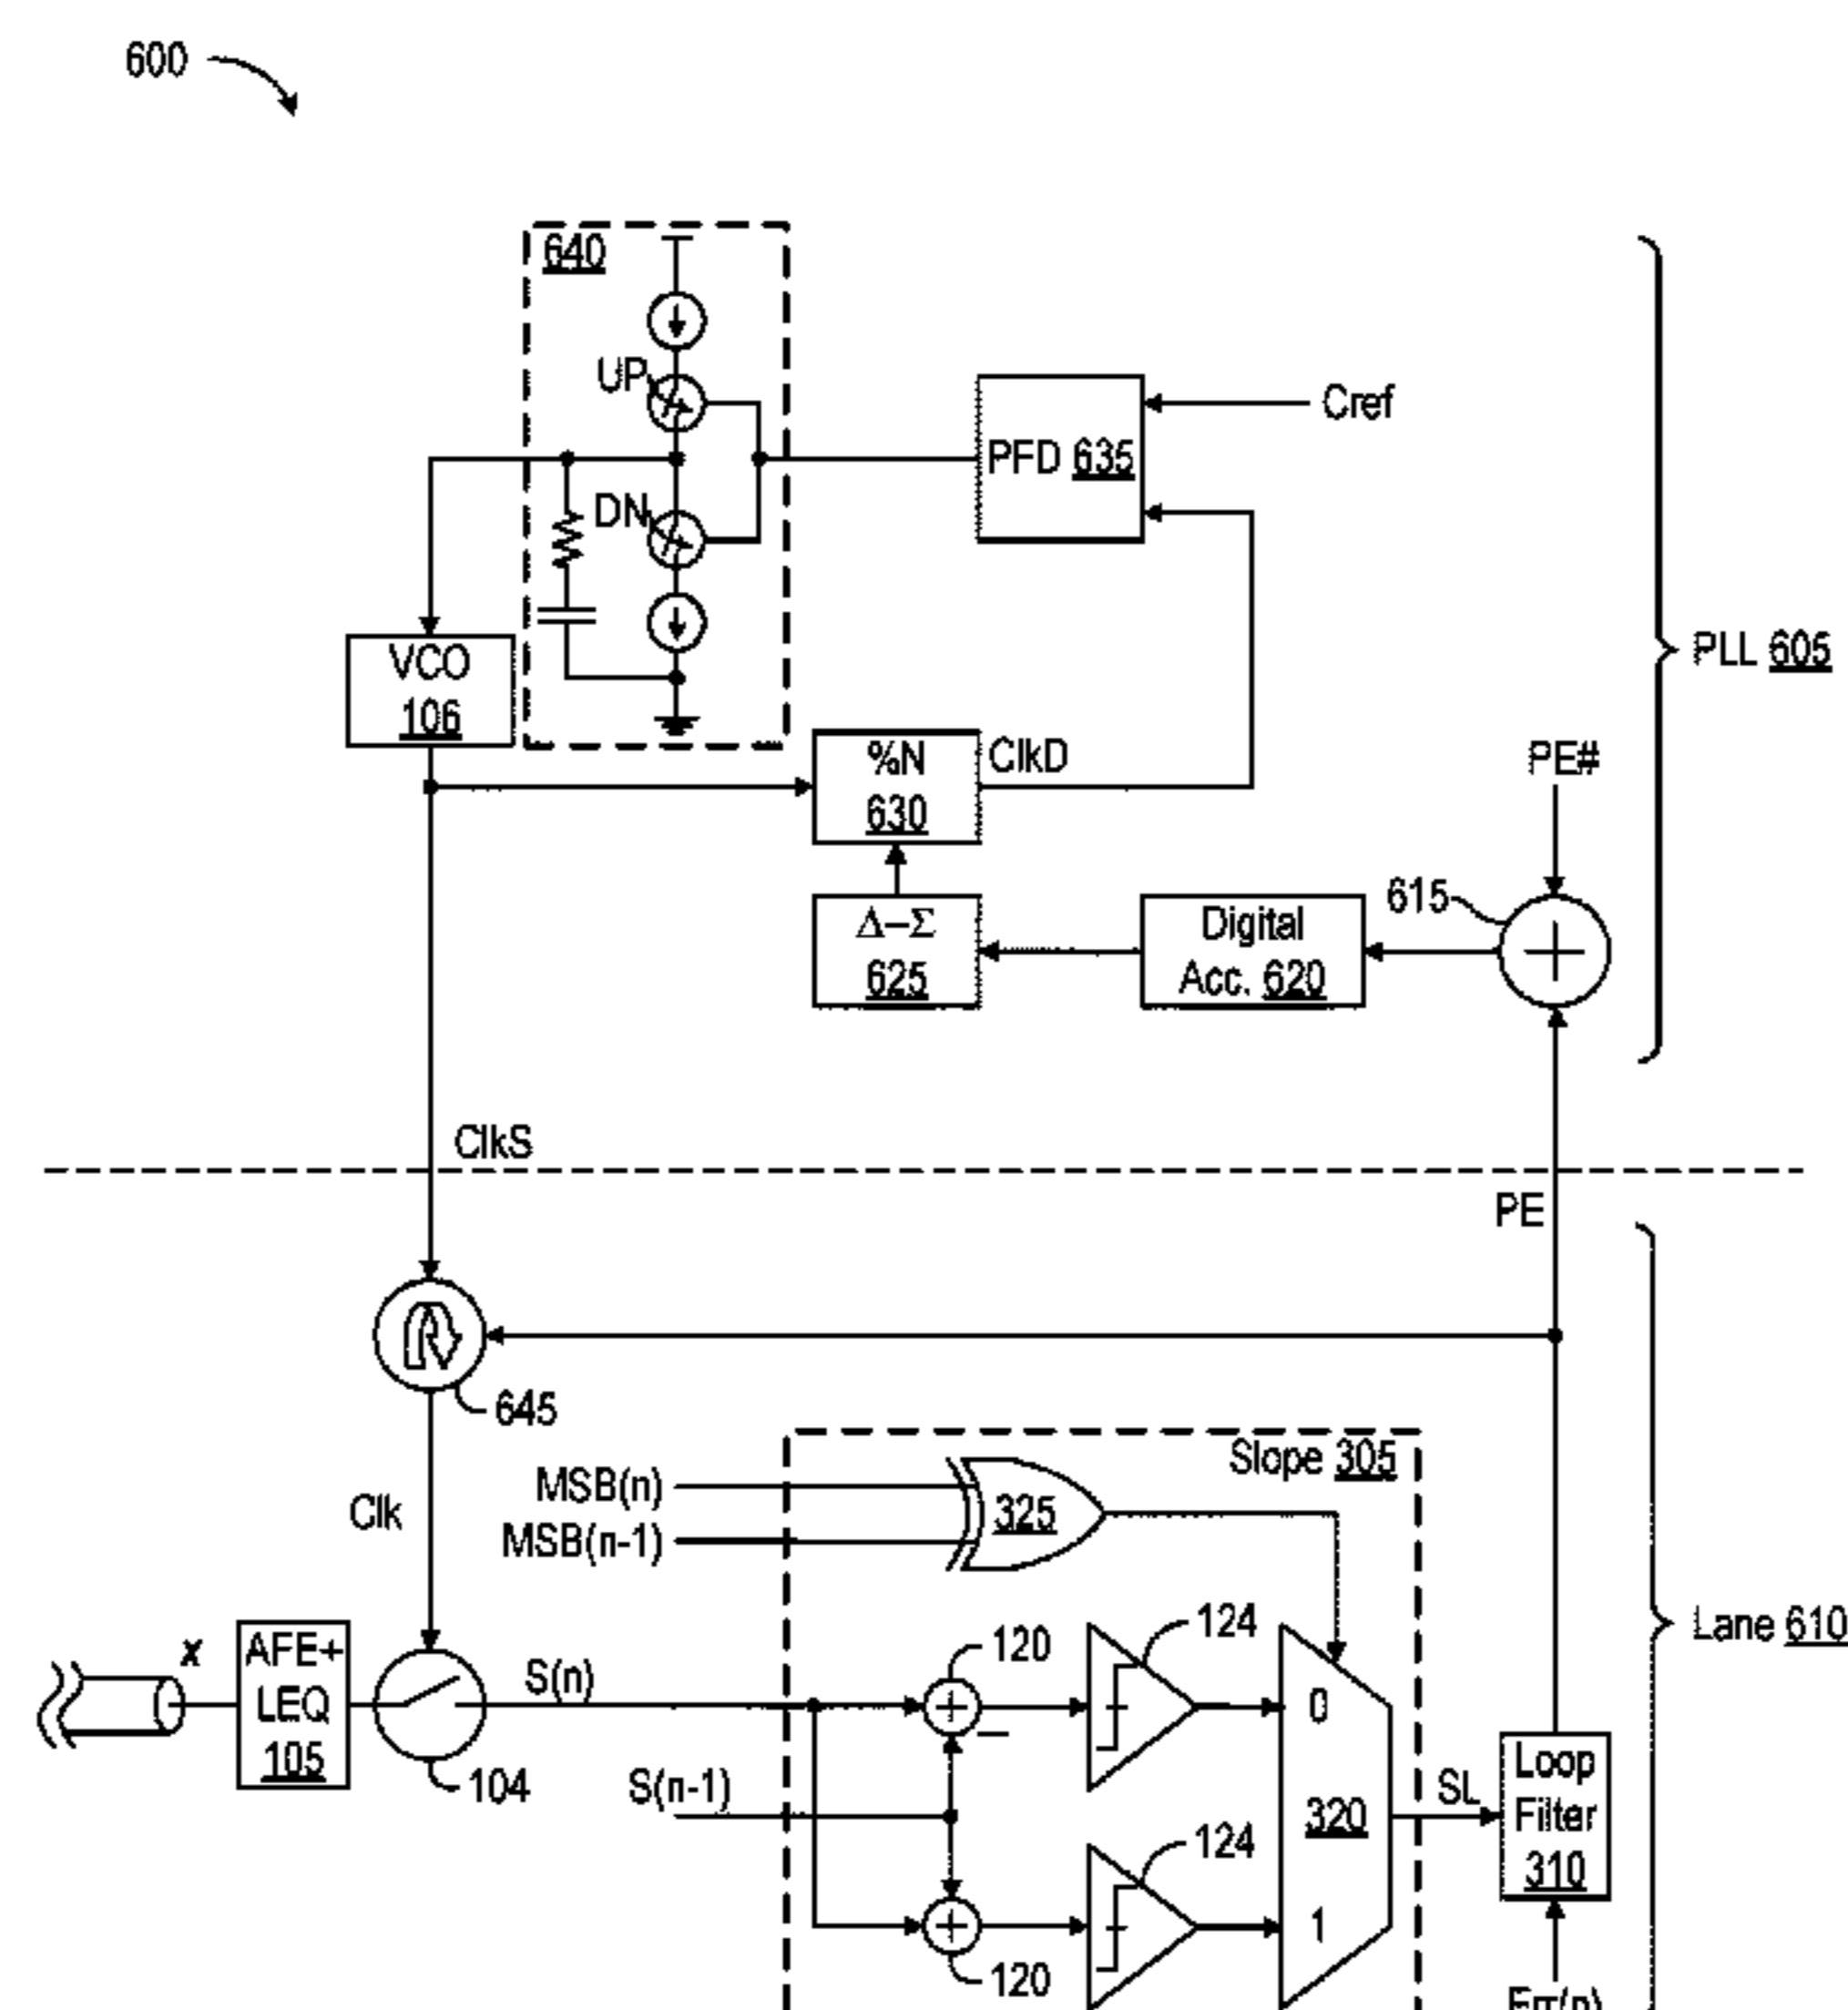 600
640
UP
Cref
PFD 635
DN
VCO
106
PLL 605
%N
630
ClkD
PE#
615
Δ–Σ
625
Digital
Acc. 620
ClkS
PE
645
Slope 305
MSB(n)
325
MSB(n-1)
Clk
Lane 610
x
AFE+
LEQ
105
104
S(n)
120
124
0
S(n-1)
320
SL
Loop
Filter
310
124
1
120
Err(n)